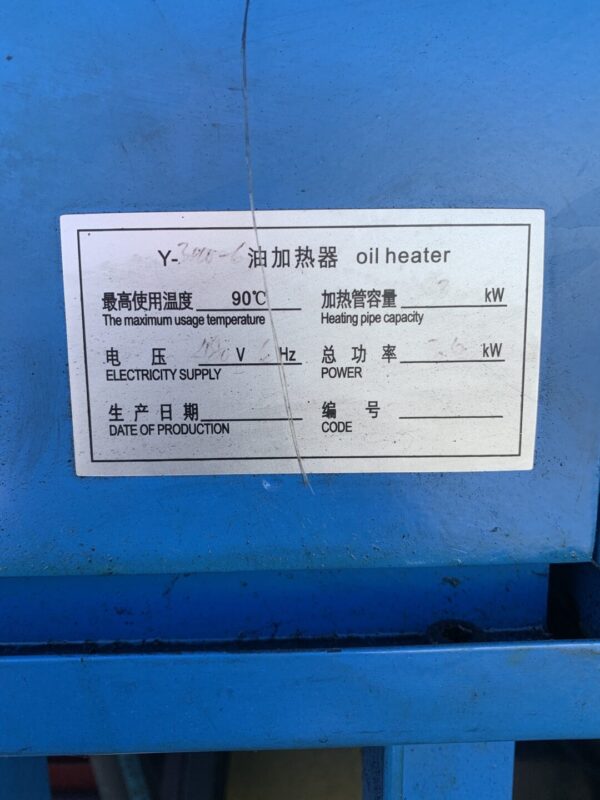 Y- 油加热器 oil heater
最高使用温度 90℃ 加热管容量 kW
The maximum usage temperature Heating pipe capacity
电压 V Hz 总功率 kW
ELECTRICITY SUPPLY POWER
生产日期 编号
DATE OF PRODUCTION CODE